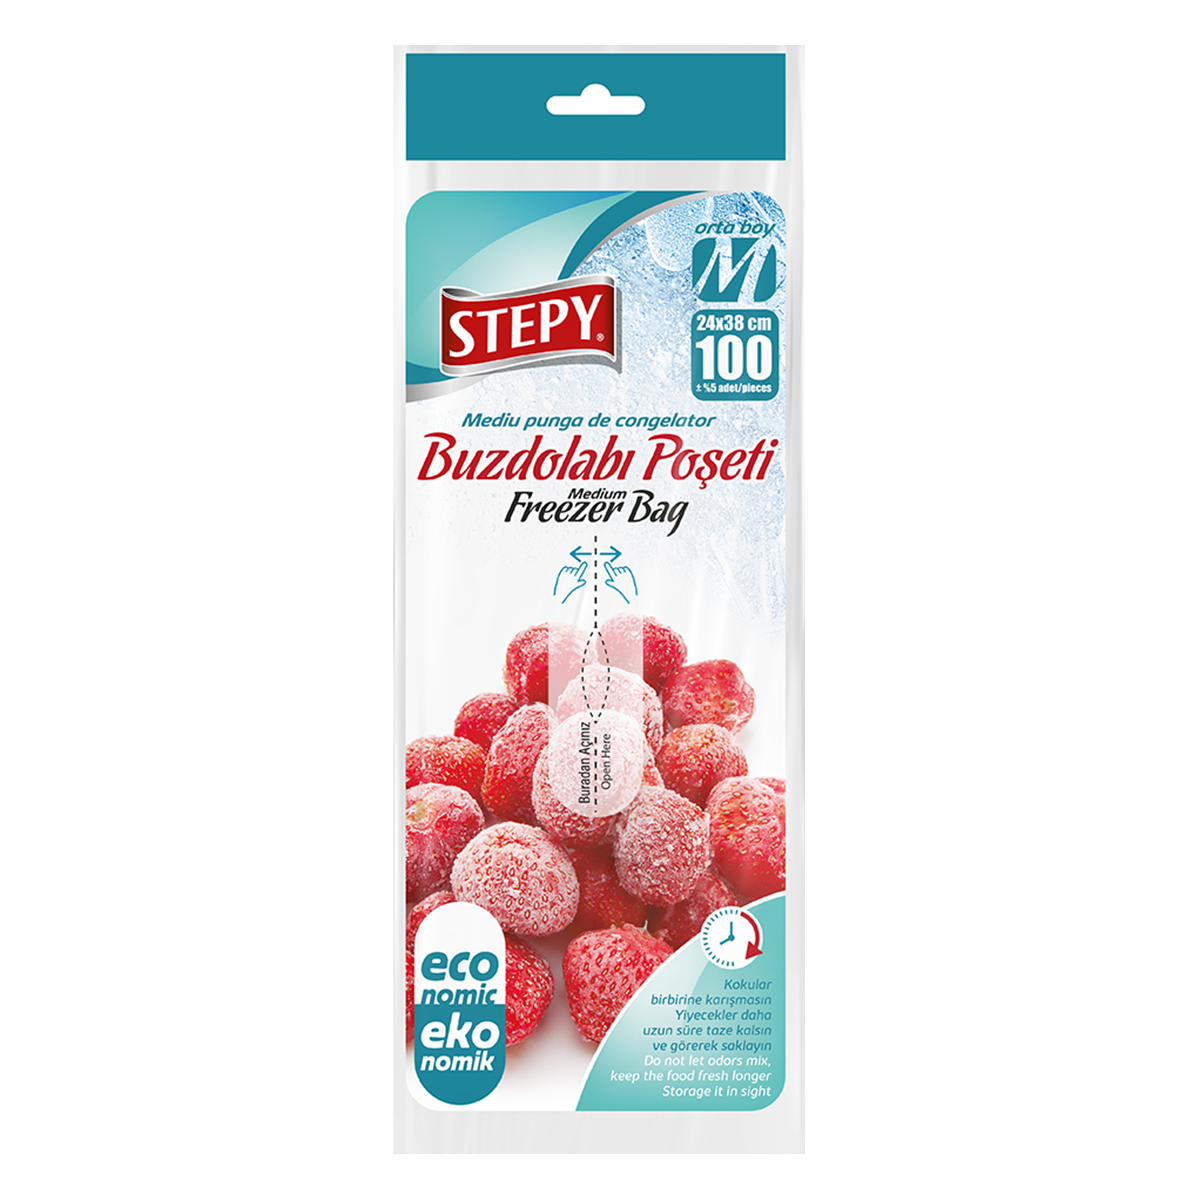 orta boy
M
STEPY®
24x38 cm
100
± %5 adet/pieces
Mediu punga de congelator
Buzdolabı Poşeti
Medium
Freezer Bag
Buradan Açınız
Open Here
eco
nomic
eko
nomik
Kokular
birbirine karışmasın
Yiyecekler daha
uzun süre taze kalsın
ve görerek saklayın
Do not let odors mix,
keep the food fresh longer
Storage it in sight